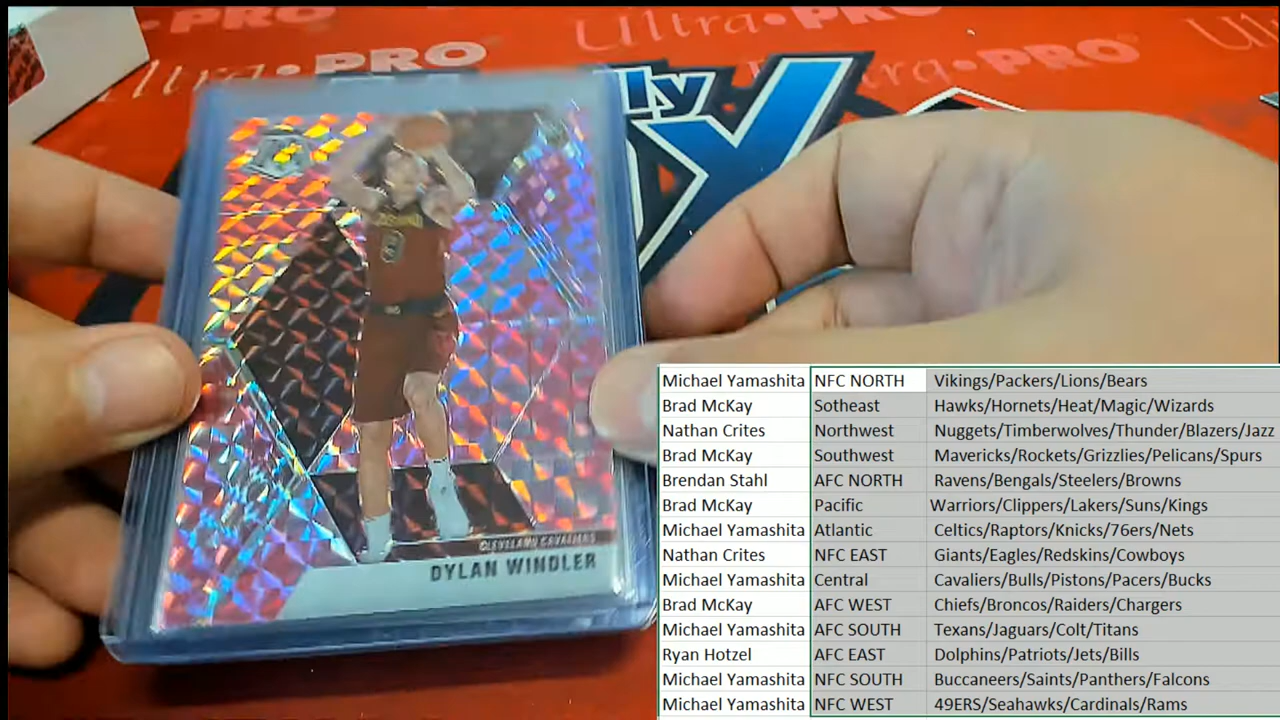 Ultra•PRO
Ultra•PRO
Ultra•PRO
ly
CLEVELAND
8
CLEVELAND CAVALIERS
DYLAN WINDLER
Michael Yamashita NFC NORTH Vikings/Packers/Lions/Bears
Brad McKay Sotheast Hawks/Hornets/Heat/Magic/Wizards
Nathan Crites Northwest Nuggets/Timberwolves/Thunder/Blazers/Jazz
Brad McKay Southwest Mavericks/Rockets/Grizzlies/Pelicans/Spurs
Brendan Stahl AFC NORTH Ravens/Bengals/Steelers/Browns
Brad McKay Pacific Warriors/Clippers/Lakers/Suns/Kings
Michael Yamashita Atlantic Celtics/Raptors/Knicks/76ers/Nets
Nathan Crites NFC EAST Giants/Eagles/Redskins/Cowboys
Michael Yamashita Central Cavaliers/Bulls/Pistons/Pacers/Bucks
Brad McKay AFC WEST Chiefs/Broncos/Raiders/Chargers
Michael Yamashita AFC SOUTH Texans/Jaguars/Colt/Titans
Ryan Hotzel AFC EAST Dolphins/Patriots/Jets/Bills
Michael Yamashita NFC SOUTH Buccaneers/Saints/Panthers/Falcons
Michael Yamashita NFC WEST 49ERS/Seahawks/Cardinals/Rams